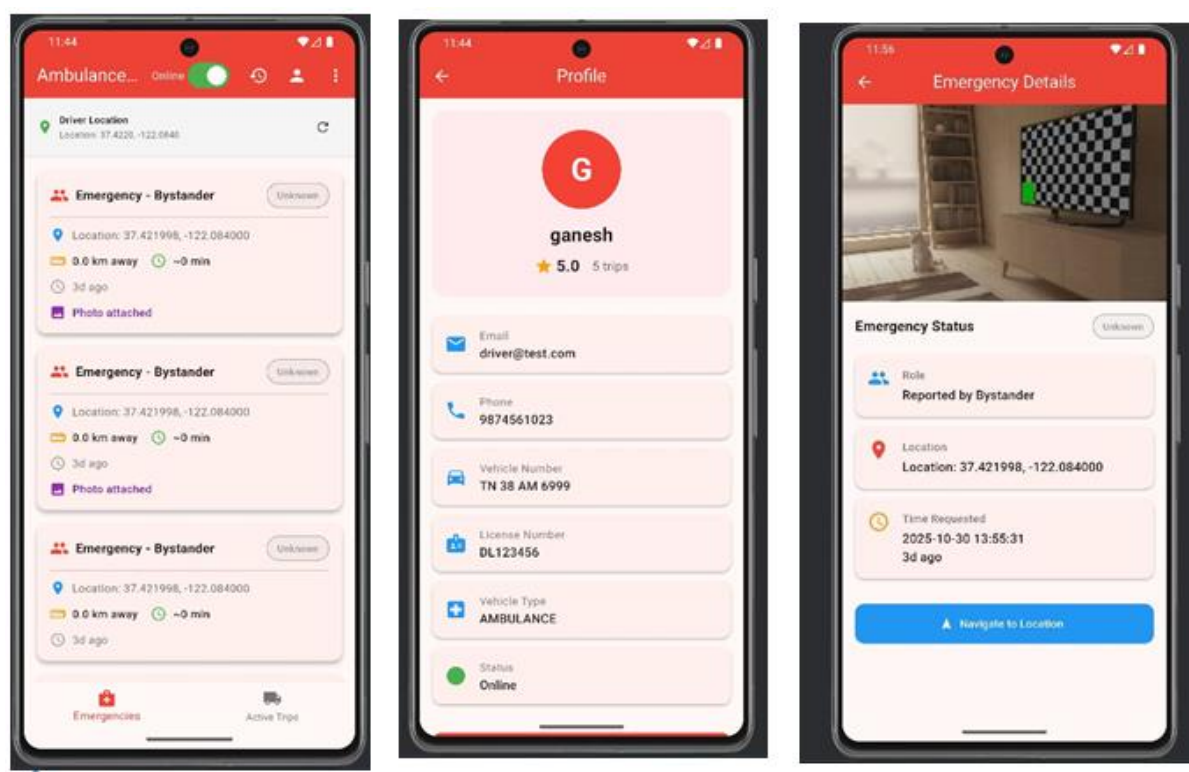 11:44
Ambulance... Online
Driver Location
Location: 37.4220, -122.0840
Emergency - Bystander Unknown
Location: 37.421998, -122.084000
0.0 km away ~0 min
3d ago
Photo attached
Emergency - Bystander Unknown
Location: 37.421998, -122.084000
0.0 km away ~0 min
3d ago
Photo attached
Emergency - Bystander Unknown
Location: 37.421998, -122.084000
0.0 km away ~0 min
3d ago
Emergencies Active Trips
11:44
Profile
G
ganesh
5.0 5 trips
Email
driver@test.com
Phone
9874561023
Vehicle Number
TN 38 AM 6999
License Number
DL123456
Vehicle Type
AMBULANCE
Status
Online
11:56
Emergency Details
Emergency Status Unknown
Role
Reported by Bystander
Location
Location: 37.421998, -122.084000
Time Requested
2025-10-30 13:55:31
3d ago
Navigate to Location